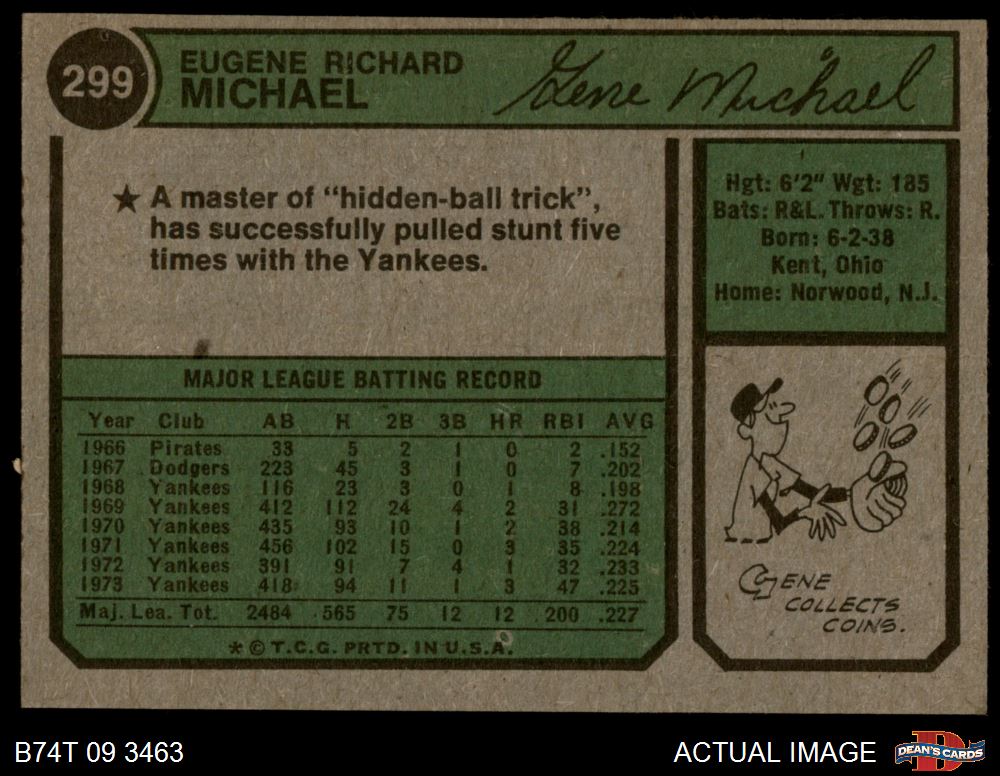 299
EUGENE RICHARD
MICHAEL
Gene Michael
★ A master of “hidden-ball trick”,
has successfully pulled stunt five
times with the Yankees.
Hgt: 6'2" Wgt: 185
Bats: R&L. Throws: R.
Born: 6-2-38
Kent, Ohio
Home: Norwood, N.J.
MAJOR LEAGUE BATTING RECORD
Year Club AB H 2B 3B HR RBI AVG
1966 Pirates 33 5 2 1 0 2 .152
1967 Dodgers 223 45 3 1 0 7 .202
1968 Yankees 116 23 3 0 1 8 .198
1969 Yankees 412 112 24 4 2 31 .272
1970 Yankees 435 93 10 1 2 38 .214
1971 Yankees 456 102 15 0 3 35 .224
1972 Yankees 391 91 7 4 1 32 .233
1973 Yankees 418 94 11 1 3 47 .225
Maj. Lea. Tot. 2484 565 75 12 12 200 .227
* © T.C.G. PRTD. IN U.S.A.
GENE
COLLECTS
COINS.
B74T 09 3463
ACTUAL IMAGE
DEAN'S CARDS